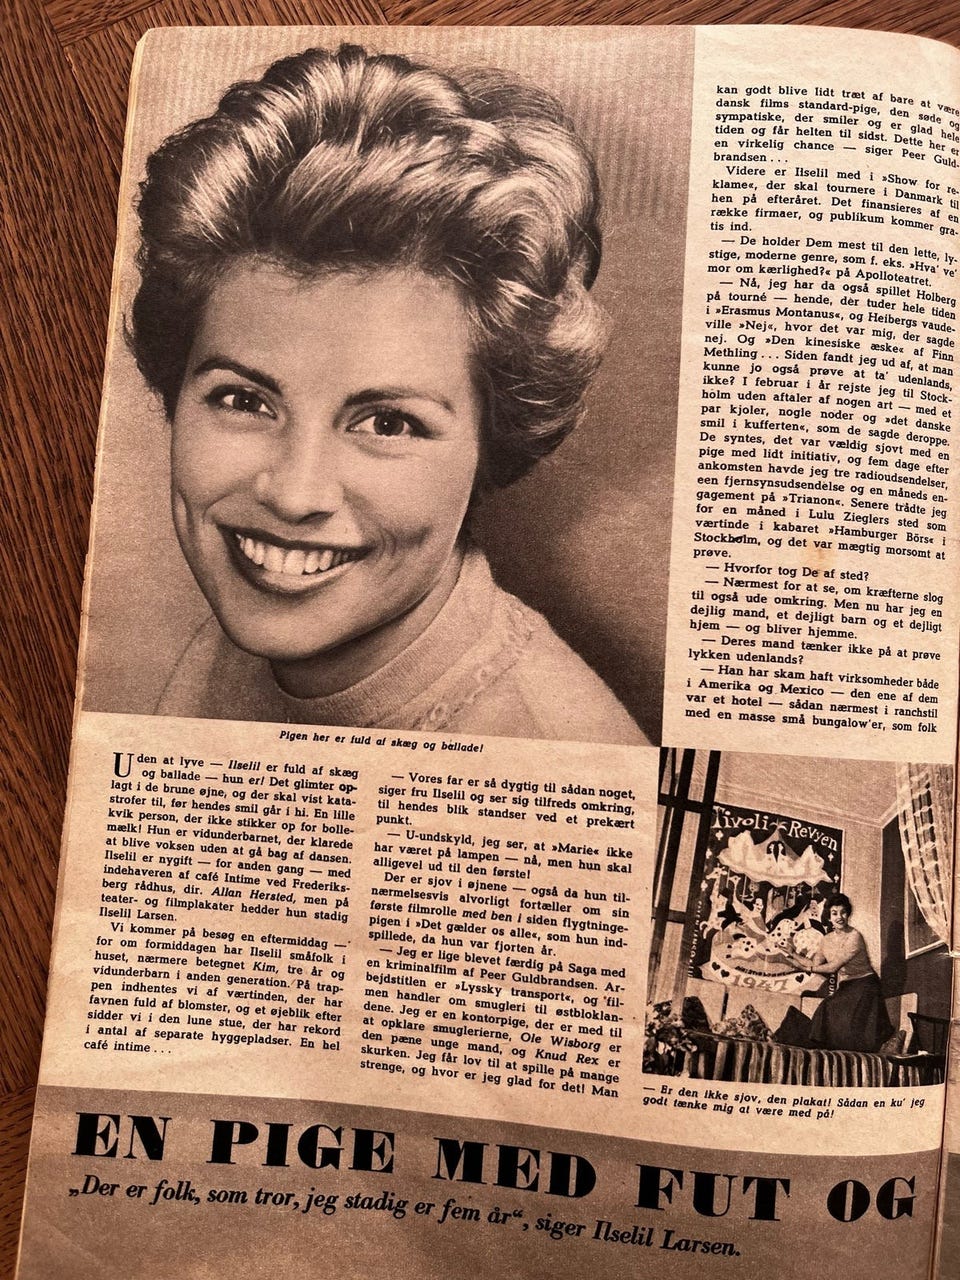 Pigen her er fuld af skæg og ballade!
Uden at lyve — Ilselil er fuld af skæg
og ballade — hun er! Det glimter op-
lagt i de brune øjne, og der skal vist kata-
strofer til, før hendes smil går i hi. En lille
kvik person, der ikke stikker op for bolle-
mælk! Hun er vidunderbarnet, der klarede
at blive voksen uden at gå bag af dansen.
Ilselil er nygift — for anden gang — med
indehaveren af café Intime ved Frederiks-
berg rådhus, dir. Allan Hersted, men på
teater- og filmplakater hedder hun stadig
Ilselil Larsen.
Vi kommer på besøg en eftermiddag —
for om formiddagen har Ilselil småfolk i
huset, nærmere betegnet Kim, tre år og
vidunderbarn i anden generation. På trap-
pen indhentes vi af værtinden, der har
favnen fuld af blomster, og et øjeblik efter
sidder vi i den lune stue, der har rekord
i antal af separate hyggepladser. En hel
café intime . . .
— Vores far er så dygtig til sådan noget,
siger fru Ilselil og ser sig tilfreds omkring,
til hendes blik standser ved et prekært
punkt.
— U-undskyld, jeg ser, at »Marie« ikke
har været på lampen — nå, men hun skal
alligevel ud til den første!
Der er sjov i øjnene — også da hun til-
nærmelsesvis alvorligt fortæller om sin
første filmrolle med ben i siden flygtninge-
pigen i »Det gælder os alle«, som hun ind-
spillede, da hun var fjorten år.
— Jeg er lige blevet færdig på Saga med
en kriminalfilm af Peer Guldbrandsen. Ar-
bejdstitlen er »Lyssky transport«, og fil-
men handler om smugleri til østbloklan-
dene. Jeg er en kontorpige, der er med til
at opklare smuglerierne, Ole Wisborg er
den pæne unge mand, og Knud Rex er
skurken. Jeg får lov til at spille på mange
strenge, og hvor er jeg glad for det! Man
kan godt blive lidt træt af bare at være
dansk films standard-pige, den søde og
sympatiske, der smiler og er glad hele
tiden og får helten til sidst. Dette her er
en virkelig chance — siger Peer Guld-
brandsen . . .
Videre er Ilselil med i »Show for re-
klame«, der skal tournere i Danmark til
hen på efteråret. Det finansieres af en
række firmaer, og publikum kommer gra-
tis ind.
— De holder Dem mest til den lette, ly-
stige, moderne genre, som f. eks. »Hva' ve'
mor om kærlighed?« på Apolloteatret.
— Nå, jeg har da også spillet Holberg
på tourné — hende, der tuder hele tiden
i »Erasmus Montanus«, og Heibergs vaude-
ville »Nej«, hvor det var mig, der sagde
nej. Og »Den kinesiske æske« af Finn
Methling . . . Siden fandt jeg ud af, at man
kunne jo også prøve at ta' udenlands,
ikke? I februar i år rejste jeg til Stock-
holm uden aftaler af nogen art — med et
par kjoler, nogle noder og »det danske
smil i kufferten«, som de sagde deroppe.
De syntes, det var vældig sjovt med en
pige med lidt initiativ, og fem dage efter
ankomsten havde jeg tre radioudsendelser,
een fjernsynsudsendelse og en måneds en-
gagement på »Trianon«. Senere trådte jeg
for en måned i Lulu Zieglers sted som
værtinde i kabaret »Hamburger Börs« i
Stockholm, og det var mægtig morsomt at
prøve.
— Hvorfor tog De af sted?
— Nærmest for at se, om kræfterne slog
til også ude omkring. Men nu har jeg en
dejlig mand, et dejligt barn og et dejligt
hjem — og bliver hjemme.
— Deres mand tænker ikke på at prøve
lykken udenlands?
— Han har skam haft virksomheder både
i Amerika og Mexico — den ene af dem
var et hotel — sådan nærmest i ranchstil
med en masse små bungalow'er, som folk
Tivoli Revyen
1947
— Er den ikke sjov, den plakat! Sådan en ku' jeg
godt tænke mig at være med på!
EN PIGE MED FUT OG
„Der er folk, som tror, jeg stadig er fem år“, siger Ilselil Larsen.